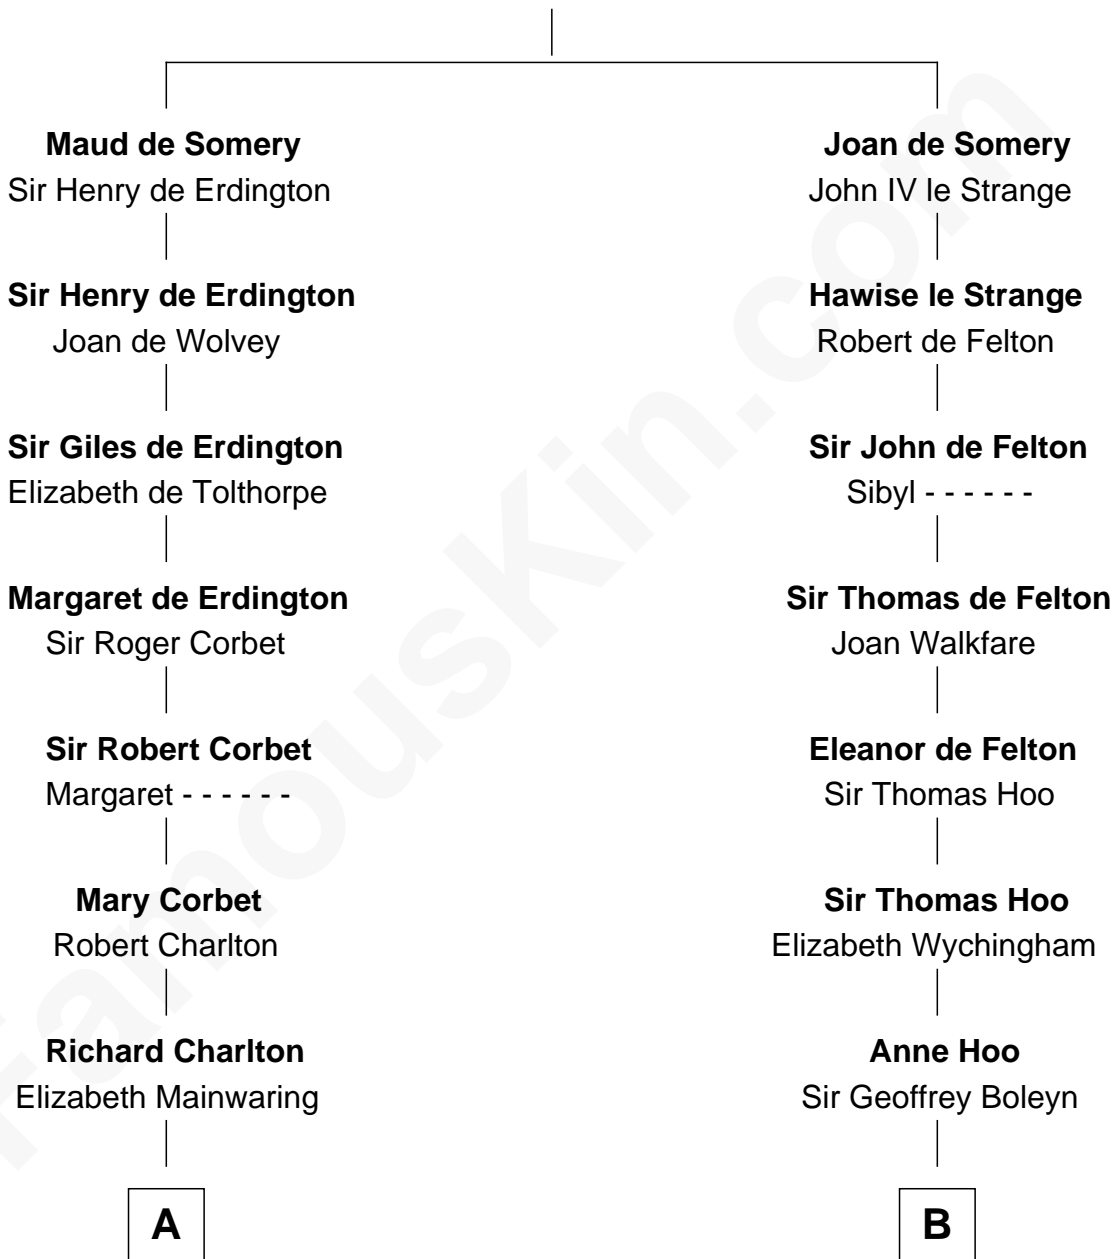 Maud de Somery
Sir Henry de Erdington
Sir Henry de Erdington
Joan de Wolvey
Sir Giles de Erdington
Elizabeth de Tolthorpe
Margaret de Erdington
Sir Roger Corbet
Sir Robert Corbet
Margaret - - - - - -
Mary Corbet
Robert Charlton
Richard Charlton
Elizabeth Mainwaring
A
Joan de Somery
John IV le Strange
Hawise le Strange
Robert de Felton
Sir John de Felton
Sibyl - - - - - -
Sir Thomas de Felton
Joan Walkfare
Eleanor de Felton
Sir Thomas Hoo
Sir Thomas Hoo
Elizabeth Wychingham
Anne Hoo
Sir Geoffrey Boleyn
B
FamousKin.com